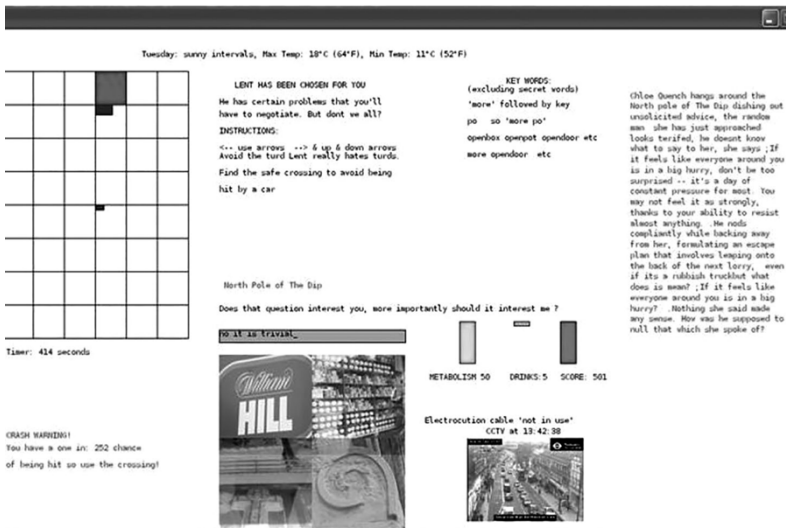 Tuesday: sunny intervals, Max Temp: 18°C (64°F), Min Temp: 11°C (52°F)
LENT HAS BEEN CHOSEN FOR YOU
He has certain problems that you'll
have to negotiate. But dont we all?
INSTRUCTIONS:
<-- use arrows --> & up & down arrows
Avoid the turd Lent really hates turds.
Find the safe crossing to avoid being
hit by a car
KEY WORDS:
(excluding secret words)
'more' followed by key
po so 'more po'
openbox openpot opendoor etc
more opendoor etc
Chloe Quench hangs around the
North pole of The Dip dishing out
unsolicited advice, the random
man she has just approached
looks terifed, he doesnt know
what to say to her, she says ;If
it feels like everyone around you
is in a big hurry, don't be too
surprised -- it's a day of
constant pressure for most. You
may not feel it as strongly,
thanks to your ability to resist
almost anything. .He nods
compliantly while backing away
from her, formulating an escape
plan that involves leaping onto
the back of the next lorry, even
if its a rubbish truckbut what
does is mean? ;If it feels like
everyone around you is in a big
hurry? .Nothing she said made
any sense. How was he supposed to
null that which she spoke of?
North Pole of The Dip
Does that question interest you, more importantly should it interest me ?
no it is trivial_
Timer: 414 seconds
METABOLISM 50 DRINKS:5 SCORE: 501
William
HILL
Electrocution cable 'not in use'
CCTV at 13:42:38
CRASH WARNING!
You have a one in: 252 chance
of being hit so use the crossing!